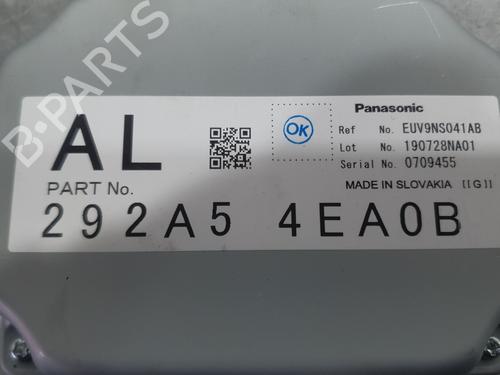 B-PARTS
AL
PART No.
292A5 4EA0B
OK
Panasonic
Ref No. EUV9NS041AB
Lot No. 190728NA01
Serial No. 0709455
MADE IN SLOVAKIA [[G]]